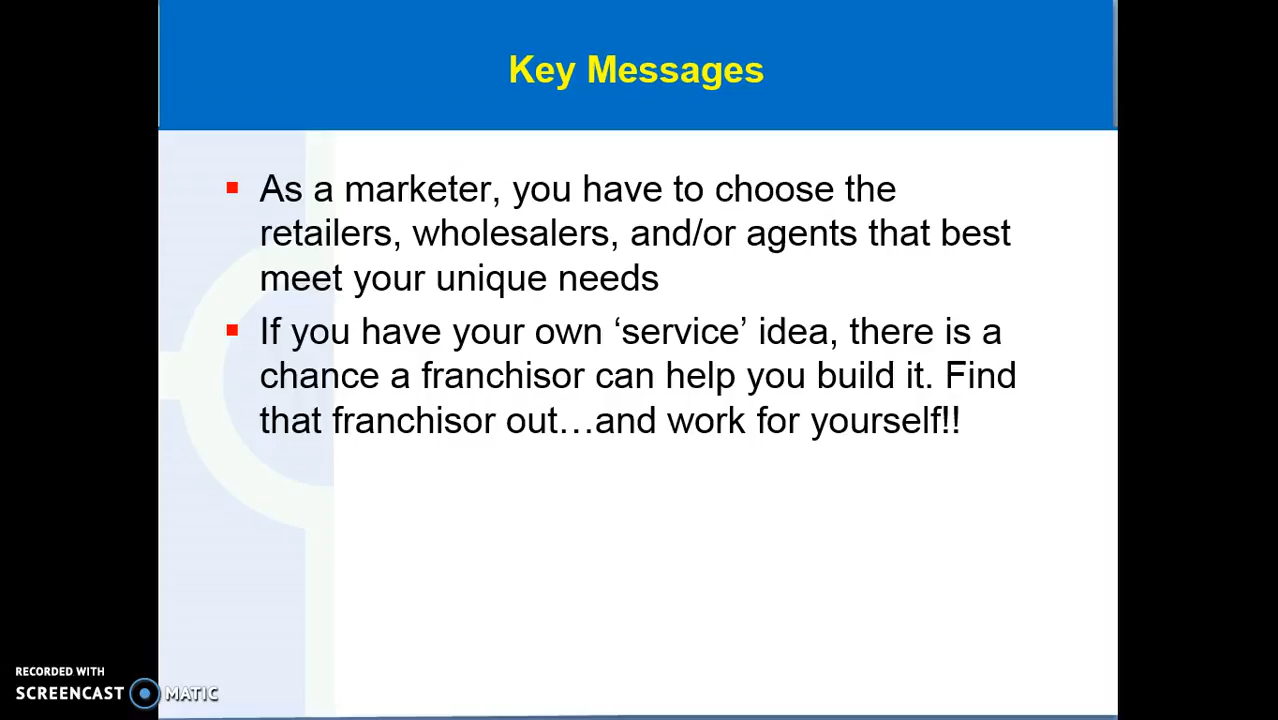 Key Messages
As a marketer, you have to choose the
retailers, wholesalers, and/or agents that best
meet your unique needs
If you have your own ‘service’ idea, there is a
chance a franchisor can help you build it. Find
that franchisor out…and work for yourself!!
RECORDED WITH
SCREENCAST MATIC